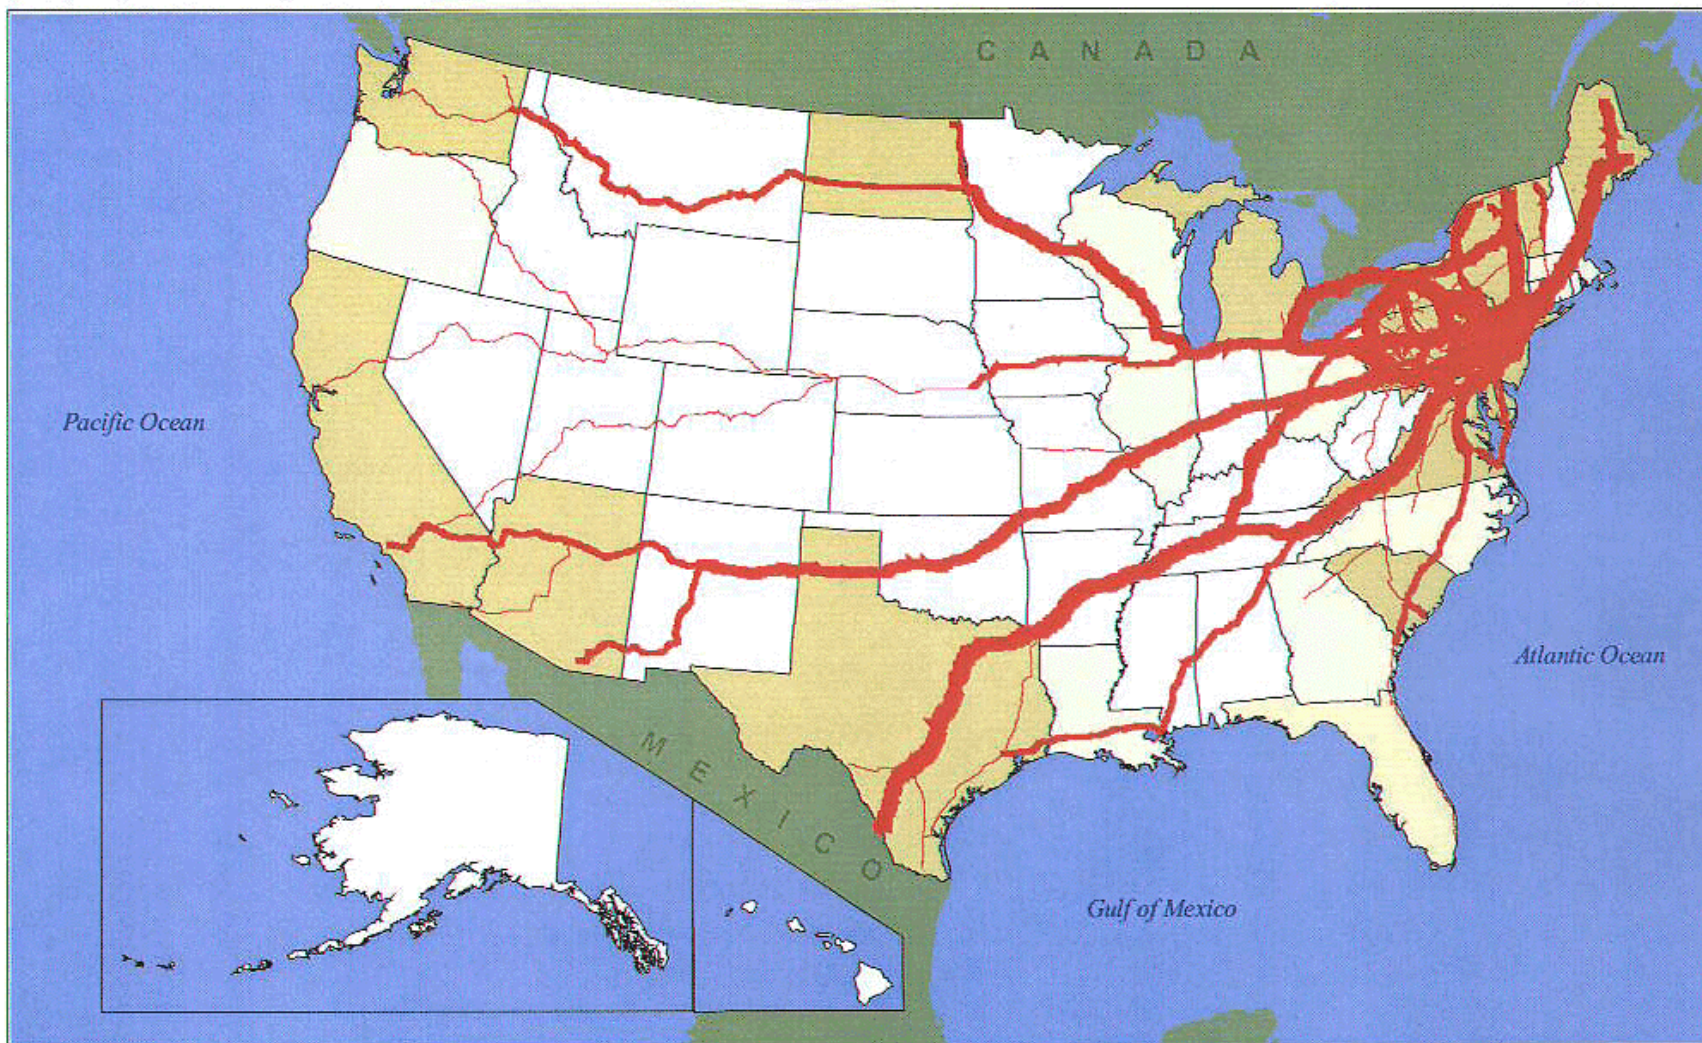 CANADA
Pacific Ocean
Atlantic Ocean
MEXICO
Gulf of Mexico